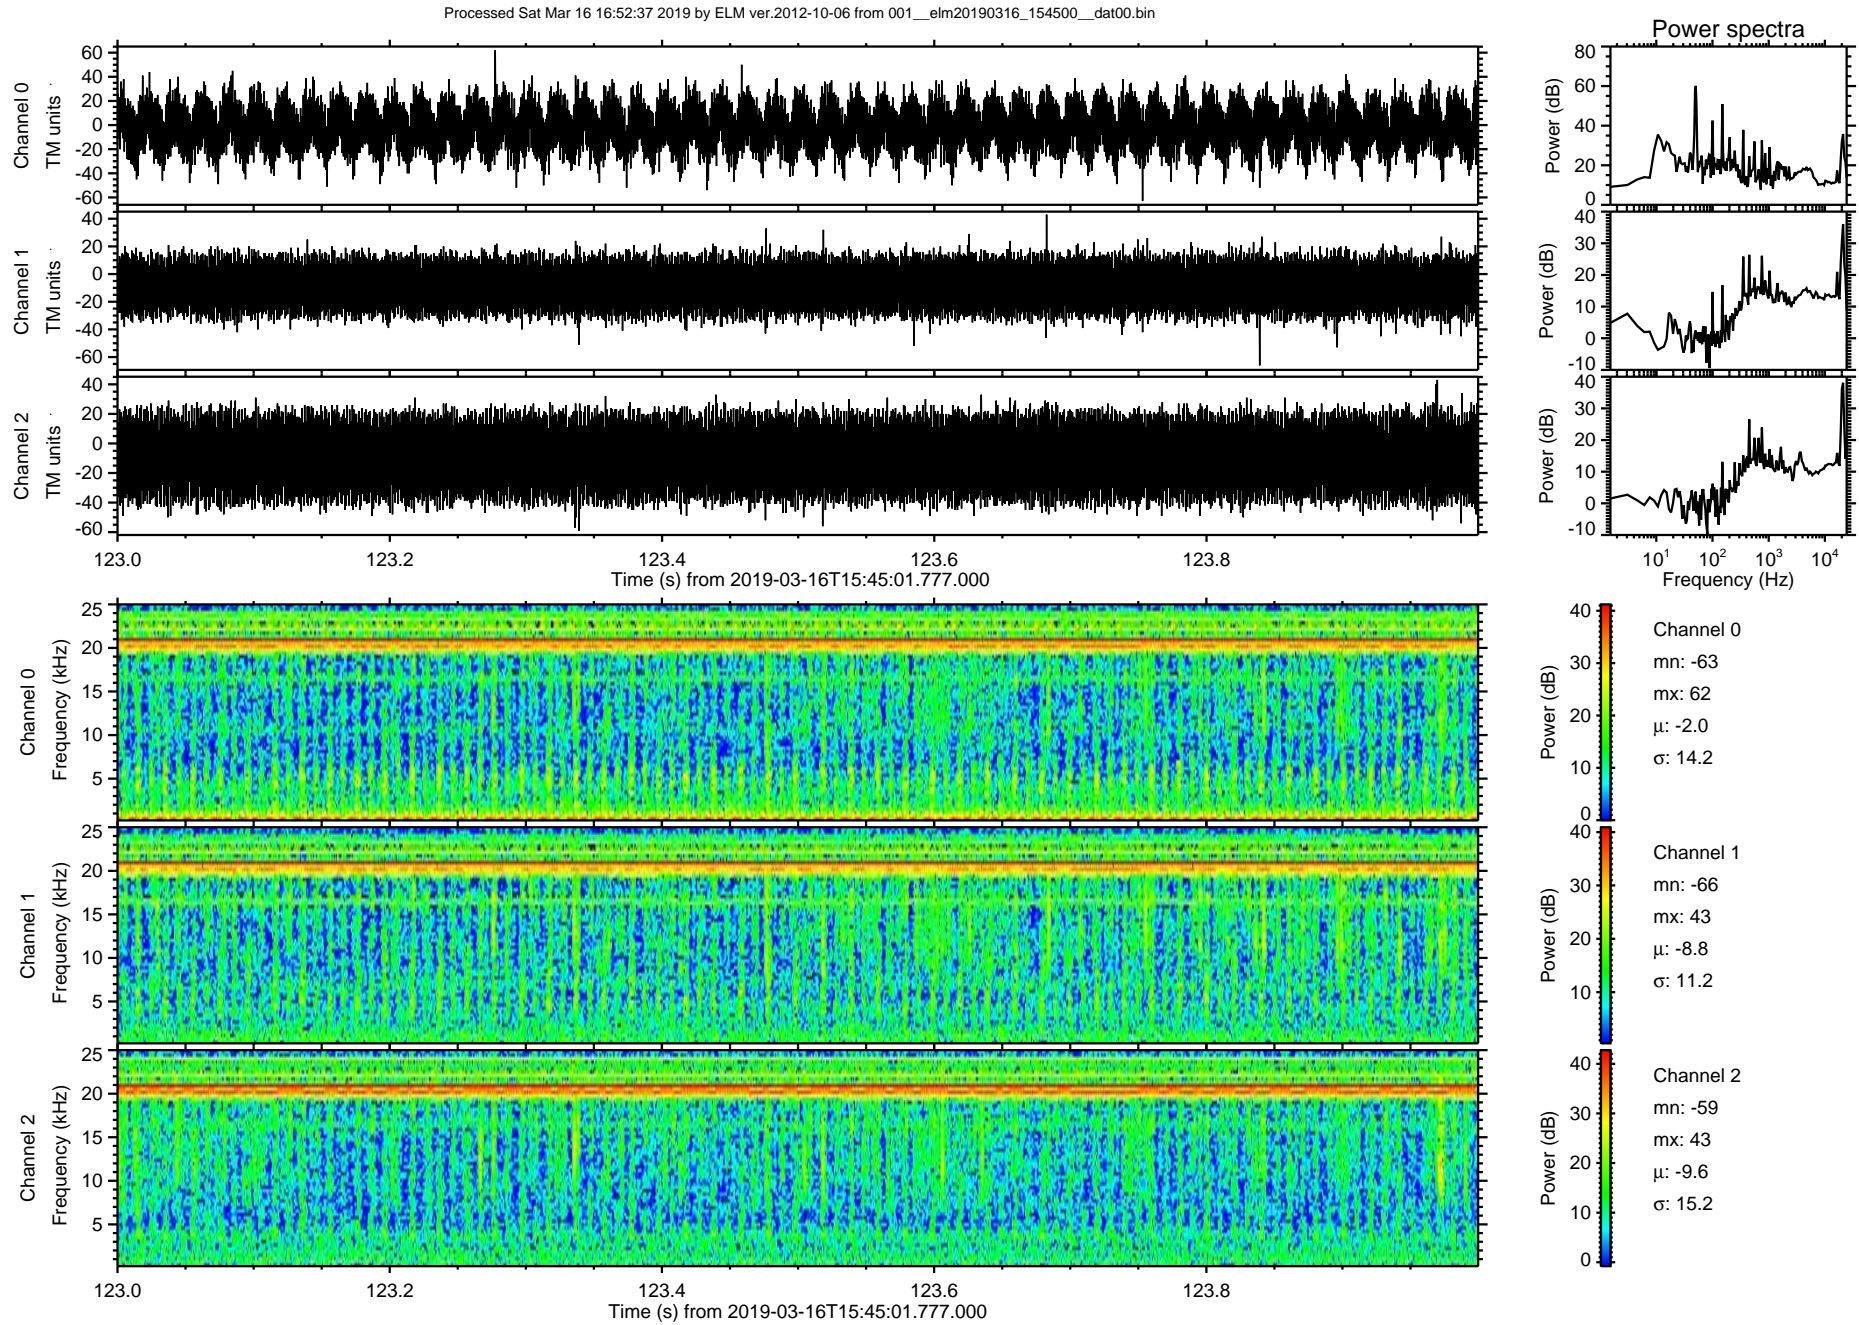 Processed Sat Mar 16 16:52:37 2019 by ELM ver.2012-10-06 from 001__elm20190316_154500__dat00.bin
Power spectra
Channel 0
TM units
60
40
20
0
-20
-40
-60
Power (dB)
80
60
40
20
0
Channel 1
TM units
40
20
0
-20
-40
-60
Power (dB)
40
30
20
10
0
-10
Channel 2
TM units
40
20
0
-20
-40
-60
Power (dB)
40
30
20
10
0
-10
123.0 123.2 123.4 123.6 123.8
Time (s) from 2019-03-16T15:45:01.777.000
10¹ 10² 10³ 10⁴
Frequency (Hz)
Channel 0
Frequency (kHz)
25
20
15
10
5
Power (dB)
40
30
20
10
0
Channel 0
mn: -63
mx: 62
μ: -2.0
σ: 14.2
Channel 1
Frequency (kHz)
25
20
15
10
5
Power (dB)
40
30
20
10
Channel 1
mn: -66
mx: 43
μ: -8.8
σ: 11.2
Channel 2
Frequency (kHz)
25
20
15
10
5
Power (dB)
40
30
20
10
0
Channel 2
mn: -59
mx: 43
μ: -9.6
σ: 15.2
123.0 123.2 123.4 123.6 123.8
Time (s) from 2019-03-16T15:45:01.777.000